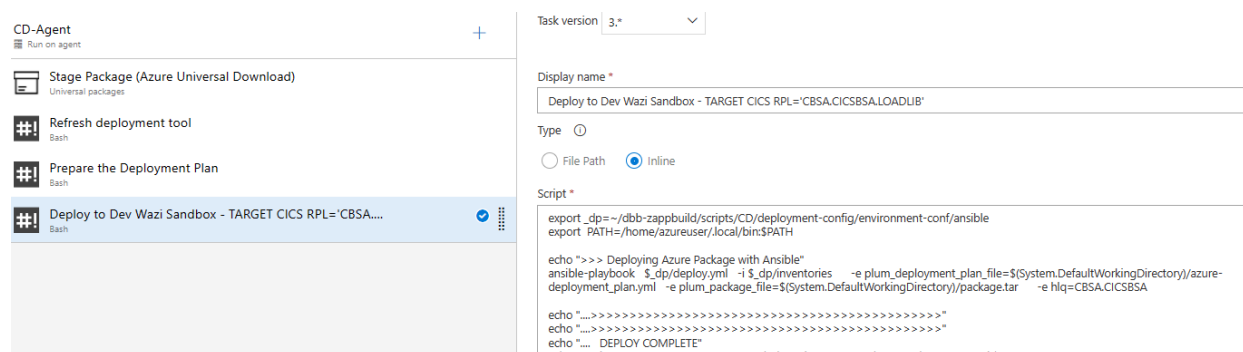 CD-Agent
Run on agent
Stage Package (Azure Universal Download)
Universal packages
Refresh deployment tool
Bash
Prepare the Deployment Plan
Bash
Deploy to Dev Wazi Sandbox - TARGET CICS RPL='CBSA....
Bash
Task version 3.*
Display name *
Deploy to Dev Wazi Sandbox - TARGET CICS RPL='CBSA.CICSBSA.LOADLIB'
Type
File Path Inline
Script *
export _dp=~/dbb-zappbuild/scripts/CD/deployment-config/environment-conf/ansible
export PATH=/home/azureuser/.local/bin:$PATH
echo ">>> Deploying Azure Package with Ansible"
ansible-playbook $_dp/deploy.yml -i $_dp/inventories -e plum_deployment_plan_file=$(System.DefaultWorkingDirectory)/azure-
deployment_plan.yml -e plum_package_file=$(System.DefaultWorkingDirectory)/package.tar -e hlq=CBSA.CICSBSA
echo "....>>>>>>>>>>>>>>>>>>>>>>>>>>>>>>>>>>>>>>>>>>>>"
echo "....>>>>>>>>>>>>>>>>>>>>>>>>>>>>>>>>>>>>>>>>>>>>"
echo ".... DEPLOY COMPLETE"